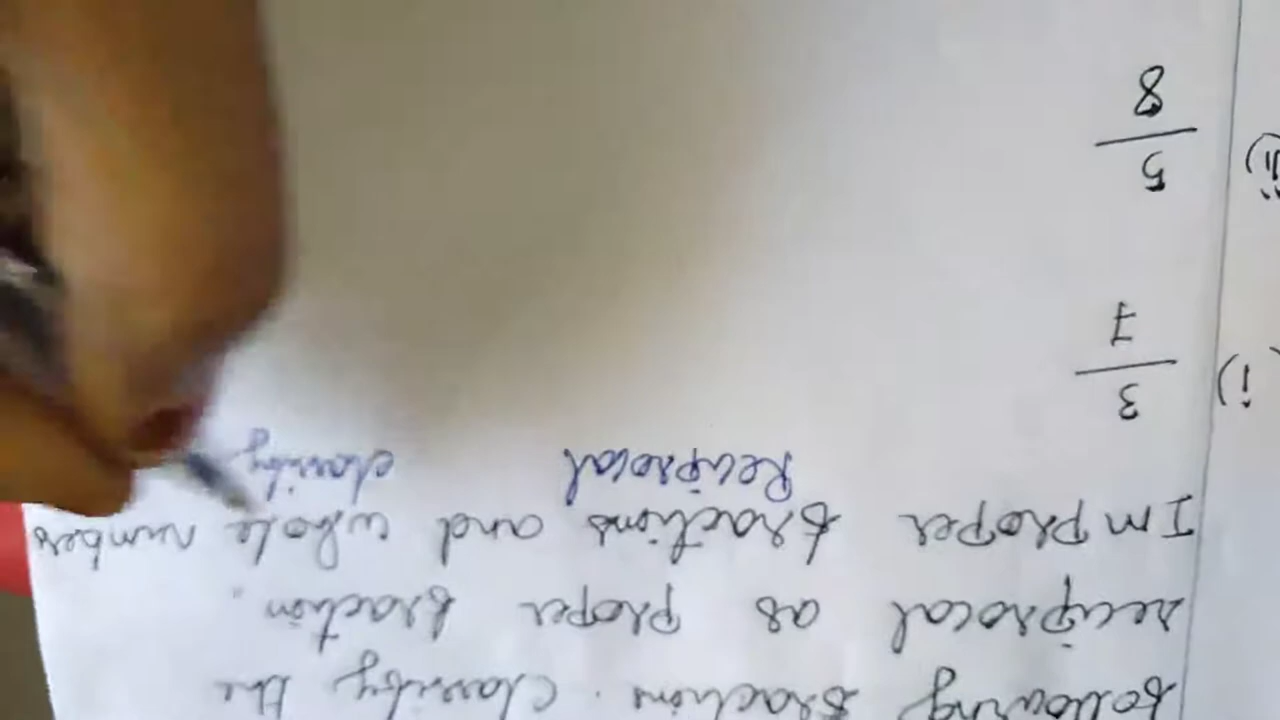 following fractions. Classify the
reciprocal as proper fraction,
Improper fractions and whole numbers
Reciprocal classify
i) 3/7
ii) 5/8